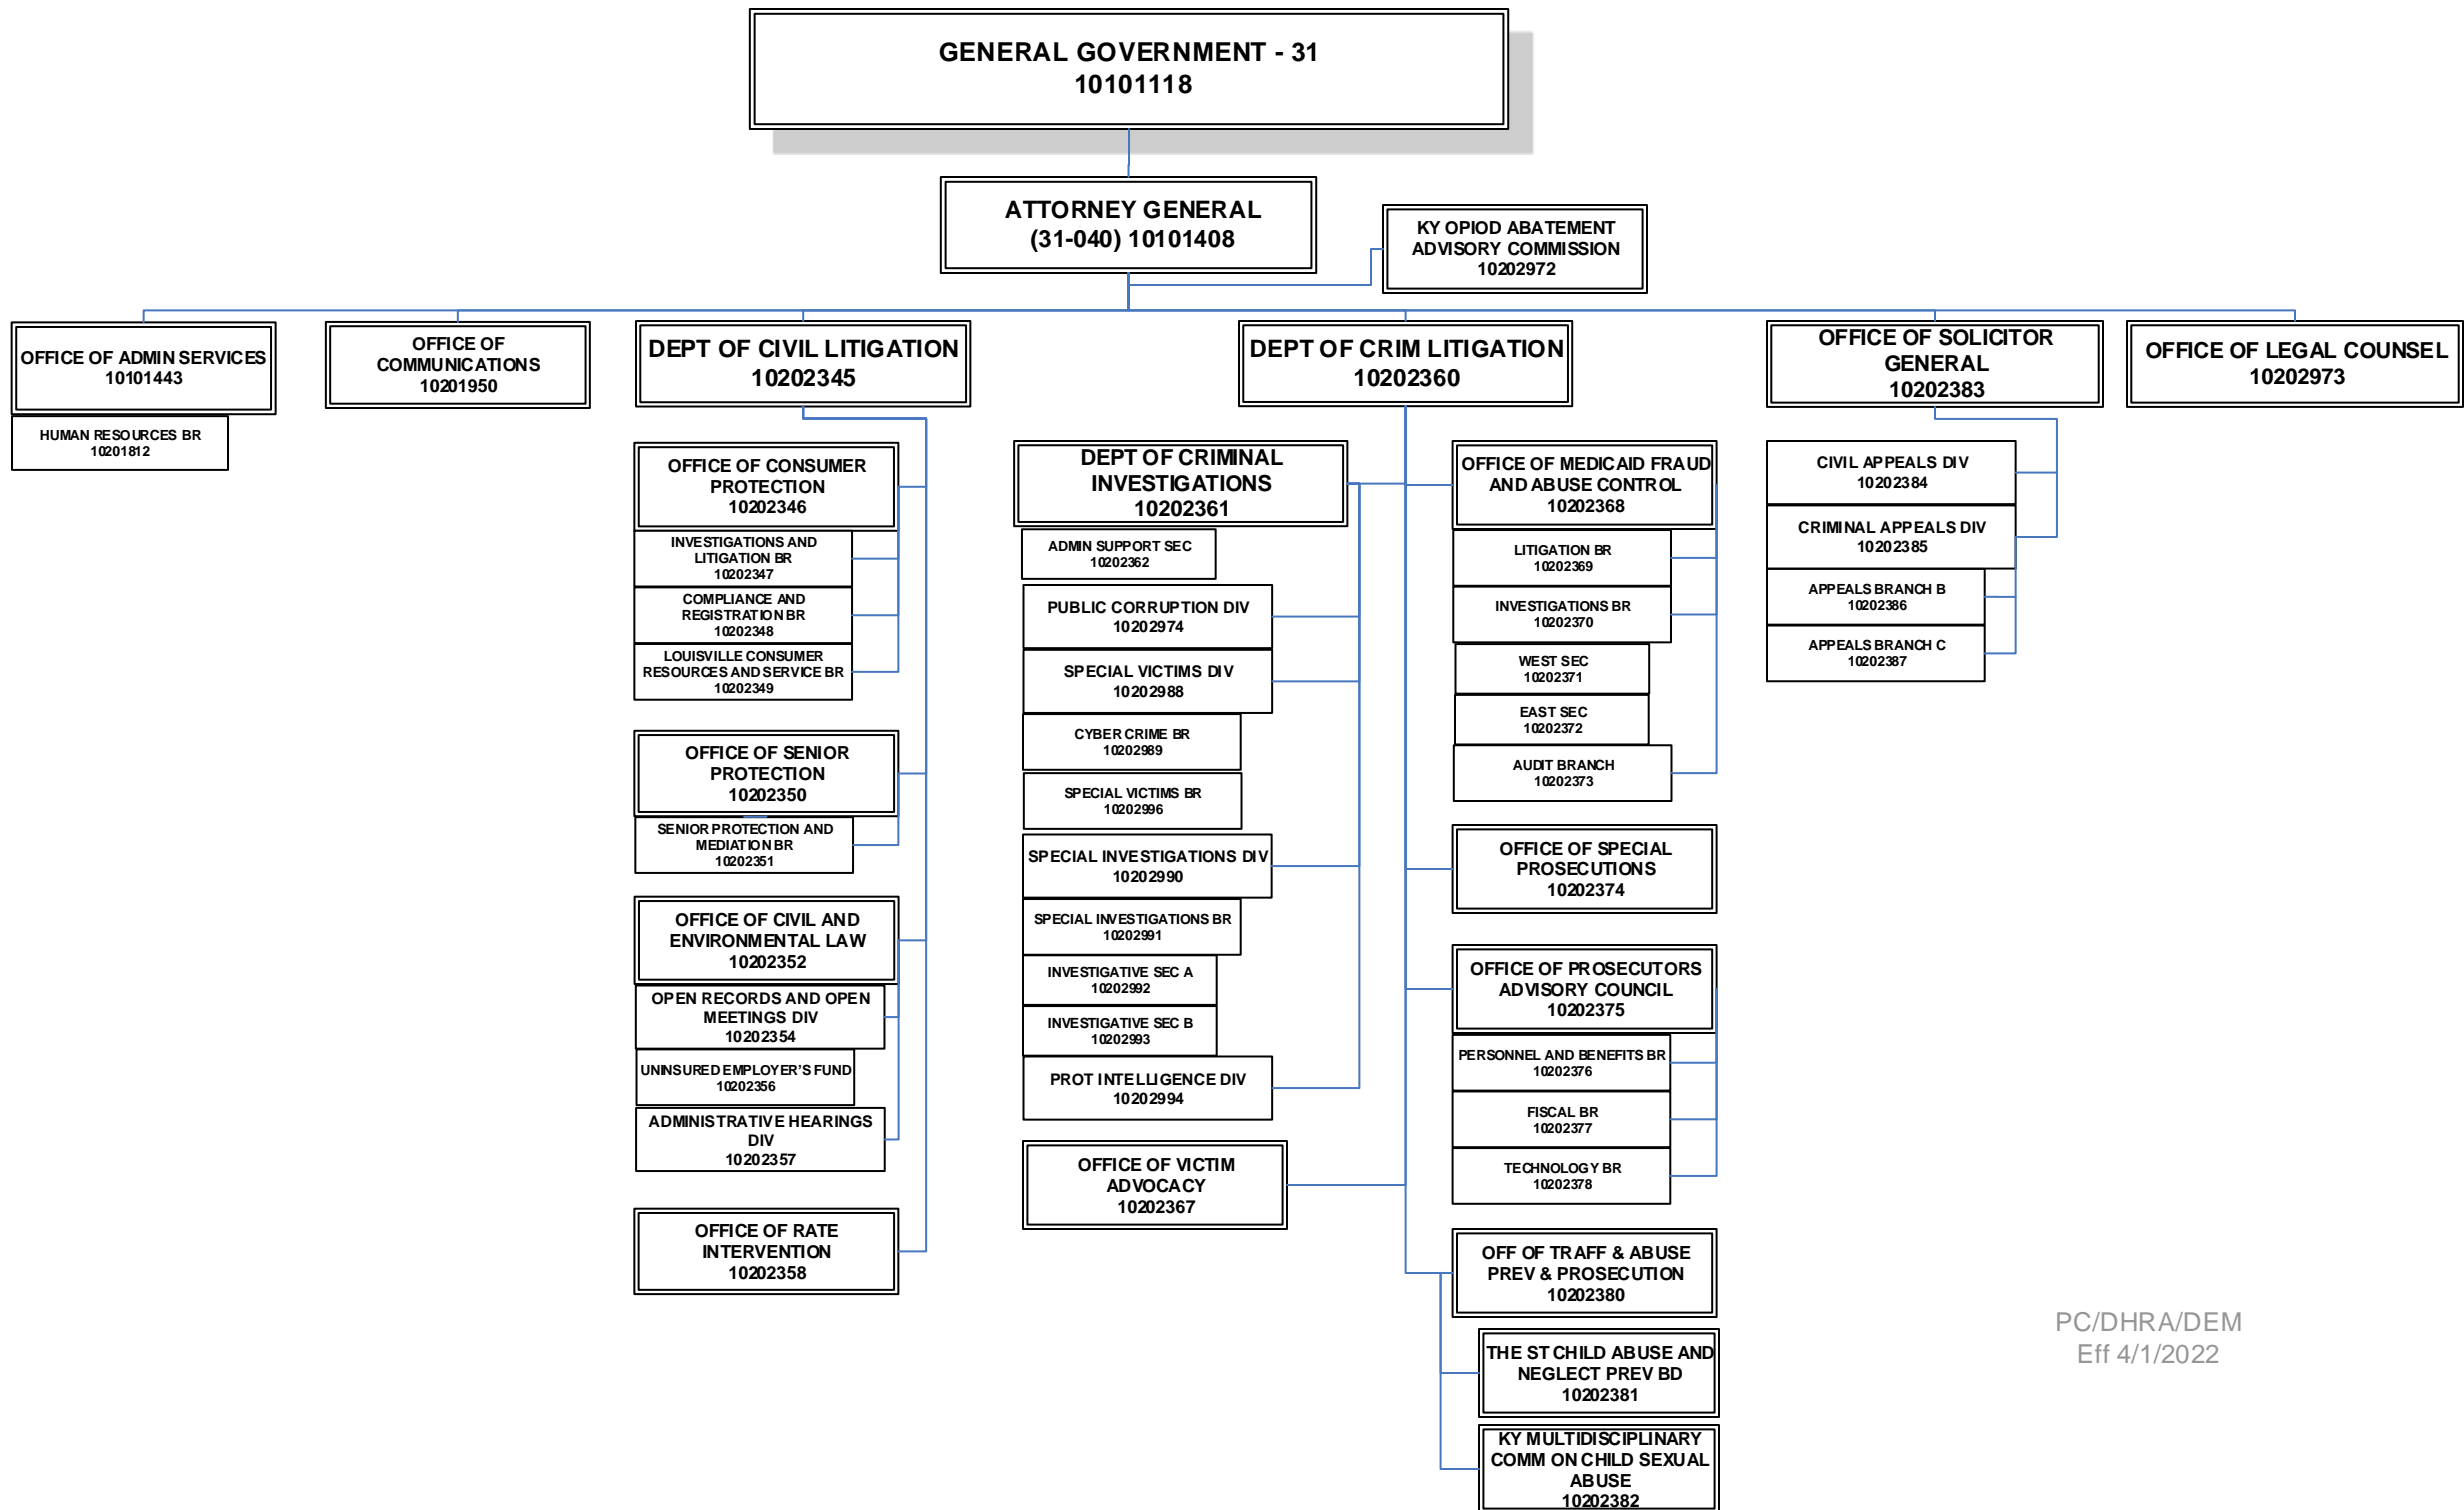 GENERAL GOVERNMENT - 31
10101118
ATTORNEY GENERAL
(31-040) 10101408
KY OPIOD ABATEMENT
ADVISORY COMMISSION
10202972
OFFICE OF ADMIN SERVICES
10101443
HUMAN RESOURCES BR
10201812
OFFICE OF
COMMUNICATIONS
10201950
DEPT OF CIVIL LITIGATION
10202345
OFFICE OF CONSUMER
PROTECTION
10202346
INVESTIGATIONS AND
LITIGATION BR
10202347
COMPLIANCE AND
REGISTRATION BR
10202348
LOUISVILLE CONSUMER
RESOURCES AND SERVICE BR
10202349
OFFICE OF SENIOR
PROTECTION
10202350
SENIOR PROTECTION AND
MEDIATION BR
10202351
OFFICE OF CIVIL AND
ENVIRONMENTAL LAW
10202352
OPEN RECORDS AND OPEN
MEETINGS DIV
10202354
UNINSURED EMPLOYER'S FUND
10202356
ADMINISTRATIVE HEARINGS
DIV
10202357
OFFICE OF RATE
INTERVENTION
10202358
DEPT OF CRIM LITIGATION
10202360
DEPT OF CRIMINAL
INVESTIGATIONS
10202361
ADMIN SUPPORT SEC
10202362
PUBLIC CORRUPTION DIV
10202974
SPECIAL VICTIMS DIV
10202988
CYBER CRIME BR
10202989
SPECIAL VICTIMS BR
10202996
SPECIAL INVESTIGATIONS DIV
10202990
SPECIAL INVESTIGATIONS BR
10202991
INVESTIGATIVE SEC A
10202992
INVESTIGATIVE SEC B
10202993
PROT INTELLIGENCE DIV
10202994
OFFICE OF VICTIM
ADVOCACY
10202367
OFFICE OF MEDICAID FRAUD
AND ABUSE CONTROL
10202368
LITIGATION BR
10202369
INVESTIGATIONS BR
10202370
WEST SEC
10202371
EAST SEC
10202372
AUDIT BRANCH
10202373
OFFICE OF SPECIAL
PROSECUTIONS
10202374
OFFICE OF PROSECUTORS
ADVISORY COUNCIL
10202375
PERSONNEL AND BENEFITS BR
10202376
FISCAL BR
10202377
TECHNOLOGY BR
10202378
OFF OF TRAFF & ABUSE
PREV & PROSECUTION
10202380
THE ST CHILD ABUSE AND
NEGLECT PREV BD
10202381
KY MULTIDISCIPLINARY
COMM ON CHILD SEXUAL
ABUSE
10202382
OFFICE OF SOLICITOR
GENERAL
10202383
CIVIL APPEALS DIV
10202384
CRIMINAL APPEALS DIV
10202385
APPEALS BRANCH B
10202386
APPEALS BRANCH C
10202387
OFFICE OF LEGAL COUNSEL
10202973
PC/DHRA/DEM
Eff 4/1/2022